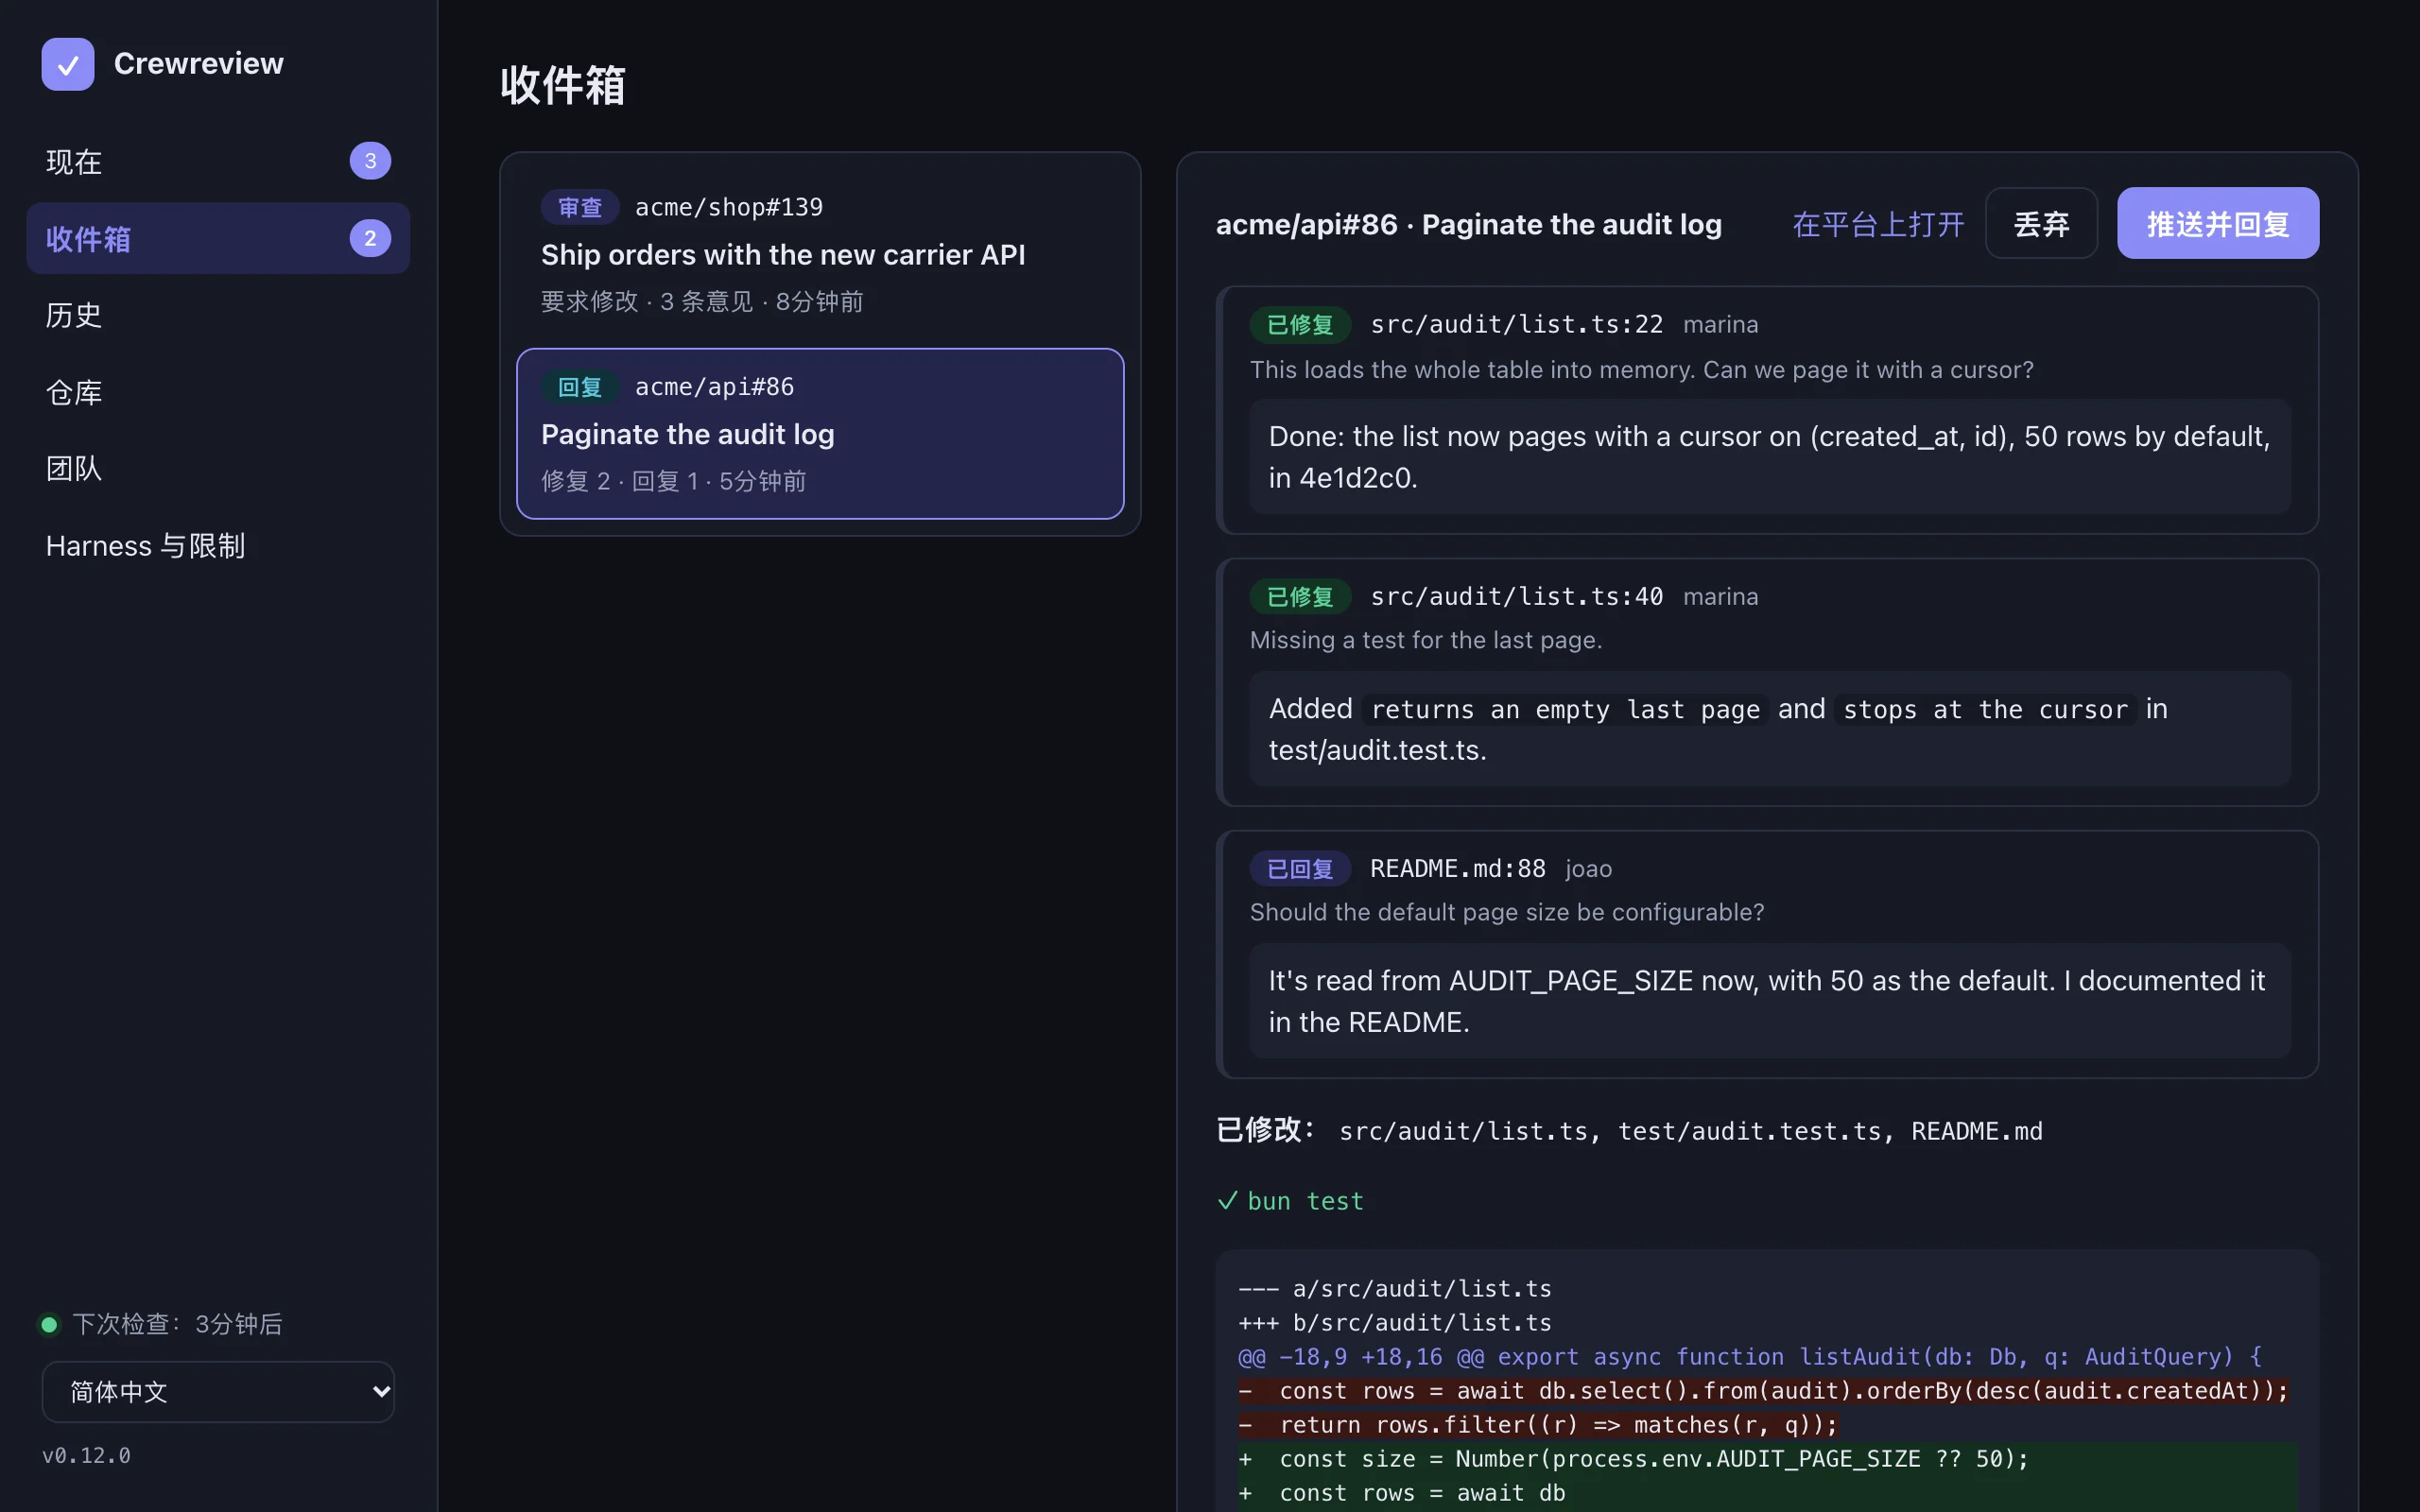 Crewreview
现在 3
收件箱 2
历史
仓库
团队
Harness 与限制
下次检查：3分钟后
简体中文
v0.12.0
收件箱
审查 acme/shop#139
Ship orders with the new carrier API
要求修改 · 3 条意见 · 8分钟前
回复 acme/api#86
Paginate the audit log
修复 2 · 回复 1 · 5分钟前
acme/api#86 · Paginate the audit log 在平台上打开 丢弃 推送并回复
已修复 src/audit/list.ts:22 marina
This loads the whole table into memory. Can we page it with a cursor?
Done: the list now pages with a cursor on (created_at, id), 50 rows by default,
in 4e1d2c0.
已修复 src/audit/list.ts:40 marina
Missing a test for the last page.
Added returns an empty last page and stops at the cursor in
test/audit.test.ts.
已回复 README.md:88 joao
Should the default page size be configurable?
It's read from AUDIT_PAGE_SIZE now, with 50 as the default. I documented it
in the README.
已修改： src/audit/list.ts, test/audit.test.ts, README.md
✓ bun test
--- a/src/audit/list.ts
+++ b/src/audit/list.ts
@@ -18,9 +18,16 @@ export async function listAudit(db: Db, q: AuditQuery) {
-  const rows = await db.select().from(audit).orderBy(desc(audit.createdAt));
-  return rows.filter((r) => matches(r, q));
+  const size = Number(process.env.AUDIT_PAGE_SIZE ?? 50);
+  const rows = await db